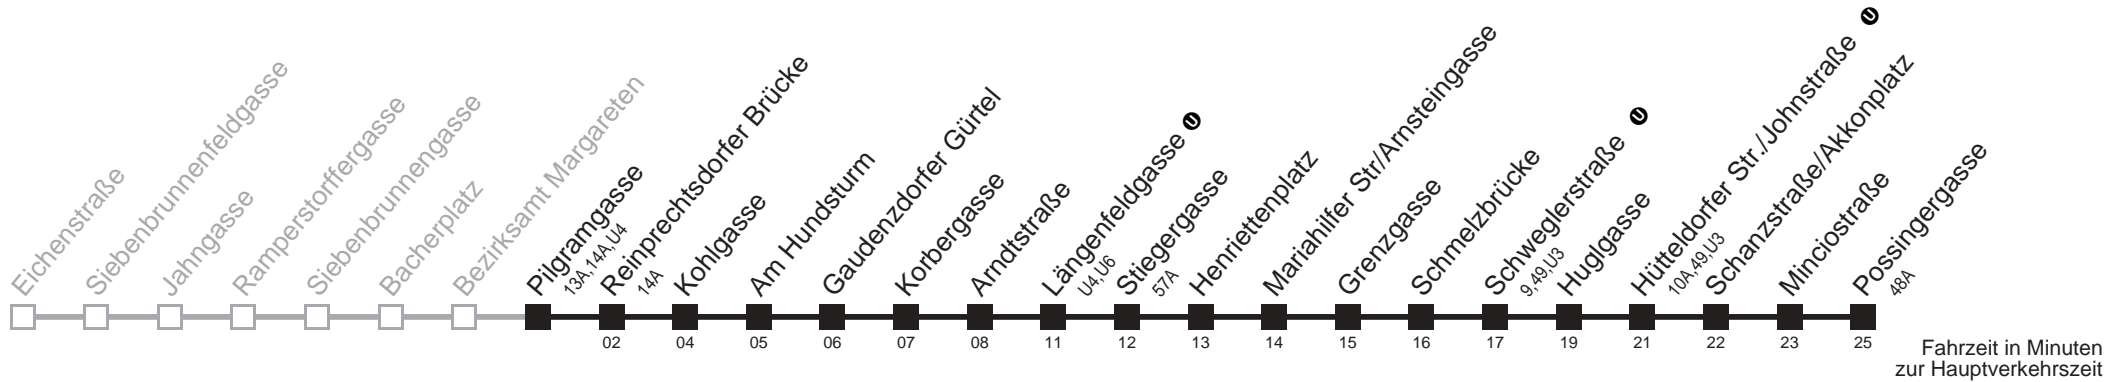 Eichenstraße
Siebenbrunnenfeldgasse
Jahngasse
Ramperstoffergasse
Siebenbrunnengasse
Bacherplatz
Bezirksamt Margareten
Pilgramgasse
13A,14A,U4
Reinprechtsdorfer Brücke
14A
Kohlgasse
Am Hundsturm
Gaudenzdorfer Gürtel
Korbergasse
Arndtstraße
Längenfeldgasse U
U4,U6
Stiegergasse
57A
Henriettenplatz
Mariahilfer Str/Arnsteingasse
Grenzgasse
Schmelzbrücke
Schweglerstraße U
9,49,U3
Huglgasse
Hütteldorfer Str./Johnstraße U
10A,49,U3
Schanzstraße/Akkonplatz
Minciostraße
Possingergasse
48A
02 04 05 06 07 08 11 12 13 14 15 16 17 19 21 22 23 25
Fahrzeit in Minuten
zur Hauptverkehrszeit